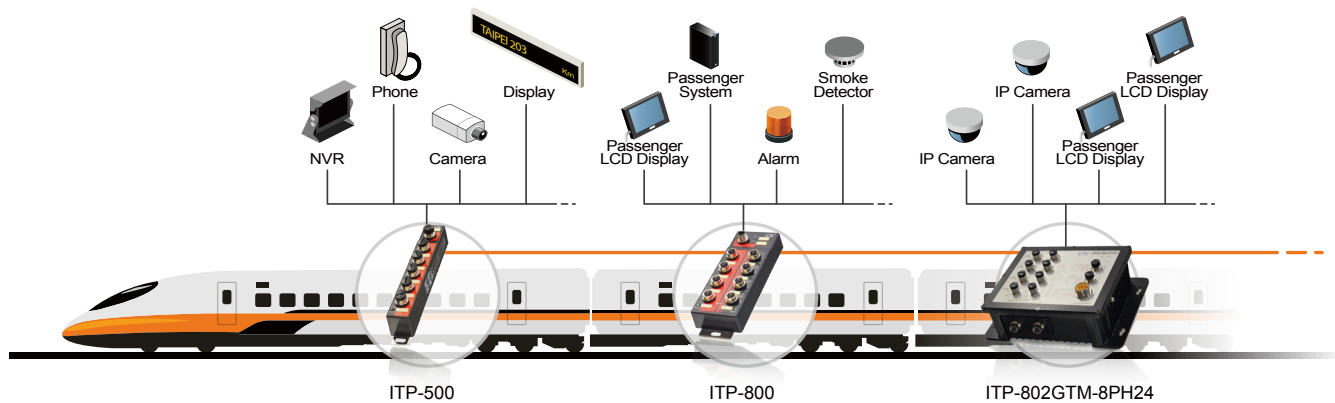 TAIPEI 203
Km
Phone
Display
NVR
Camera
Passenger
System
Smoke
Detector
Passenger
LCD Display
Alarm
IP Camera
Passenger
LCD Display
IP Camera
Passenger
LCD Display
ITP-500
ITP-800
ITP-802GTM-8PH24